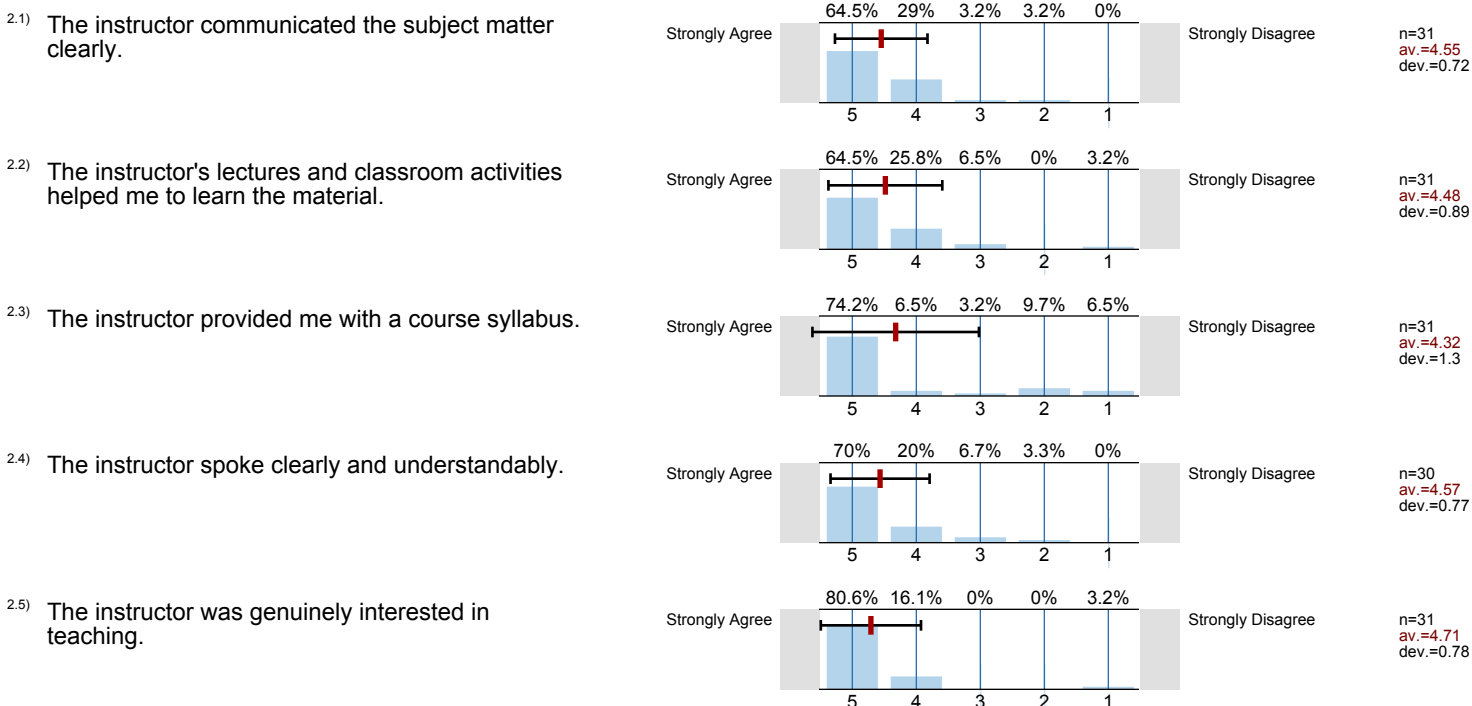 2.1) The instructor communicated the subject matter
clearly.
64.5% 29% 3.2% 3.2% 0%
Strongly Agree
Strongly Disagree
n=31
av.=4.55
dev.=0.72
5 4 3 2 1
2.2) The instructor's lectures and classroom activities
helped me to learn the material.
64.5% 25.8% 6.5% 0% 3.2%
Strongly Agree
Strongly Disagree
n=31
av.=4.48
dev.=0.89
5 4 3 2 1
2.3) The instructor provided me with a course syllabus.
74.2% 6.5% 3.2% 9.7% 6.5%
Strongly Agree
Strongly Disagree
n=31
av.=4.32
dev.=1.3
5 4 3 2 1
2.4) The instructor spoke clearly and understandably.
70% 20% 6.7% 3.3% 0%
Strongly Agree
Strongly Disagree
n=30
av.=4.57
dev.=0.77
5 4 3 2 1
2.5) The instructor was genuinely interested in
teaching.
80.6% 16.1% 0% 0% 3.2%
Strongly Agree
Strongly Disagree
n=31
av.=4.71
dev.=0.78
5 4 3 2 1